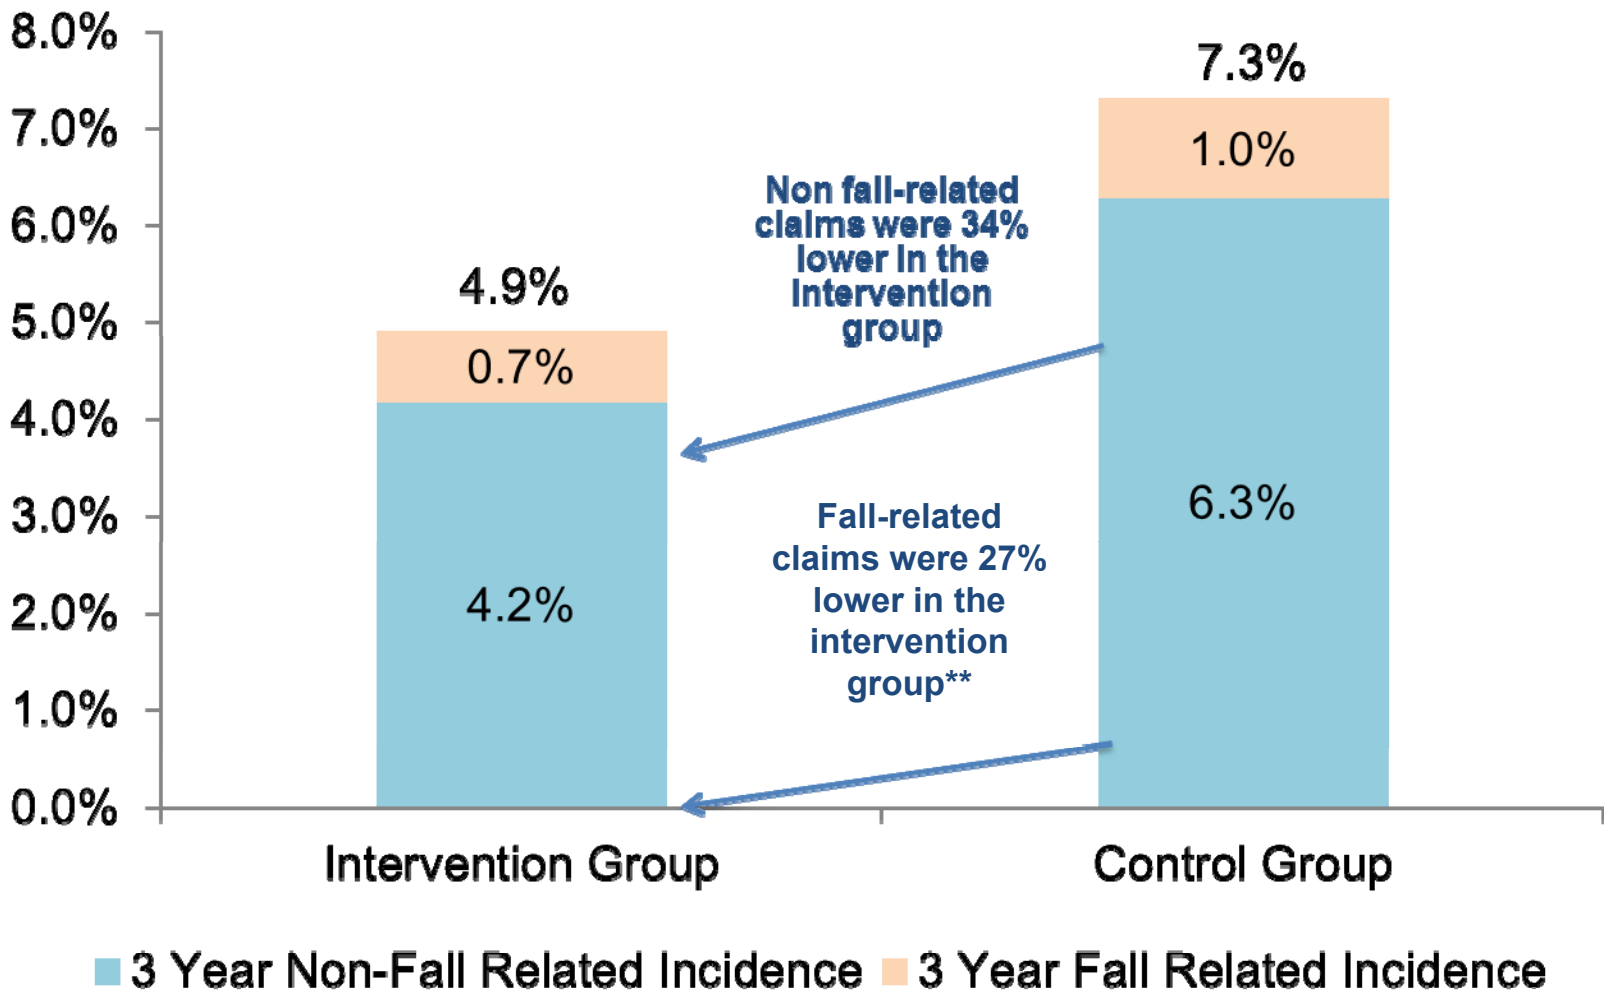 8.0%
7.0%
6.0%
5.0%
4.0%
3.0%
2.0%
1.0%
0.0%
4.9%
0.7%
4.2%
Non fall-related
claims were 34%
lower in the
intervention
group
Fall-related
claims were 27%
lower in the
intervention
group**
7.3%
1.0%
6.3%
Intervention Group
Control Group
3 Year Non-Fall Related Incidence
3 Year Fall Related Incidence